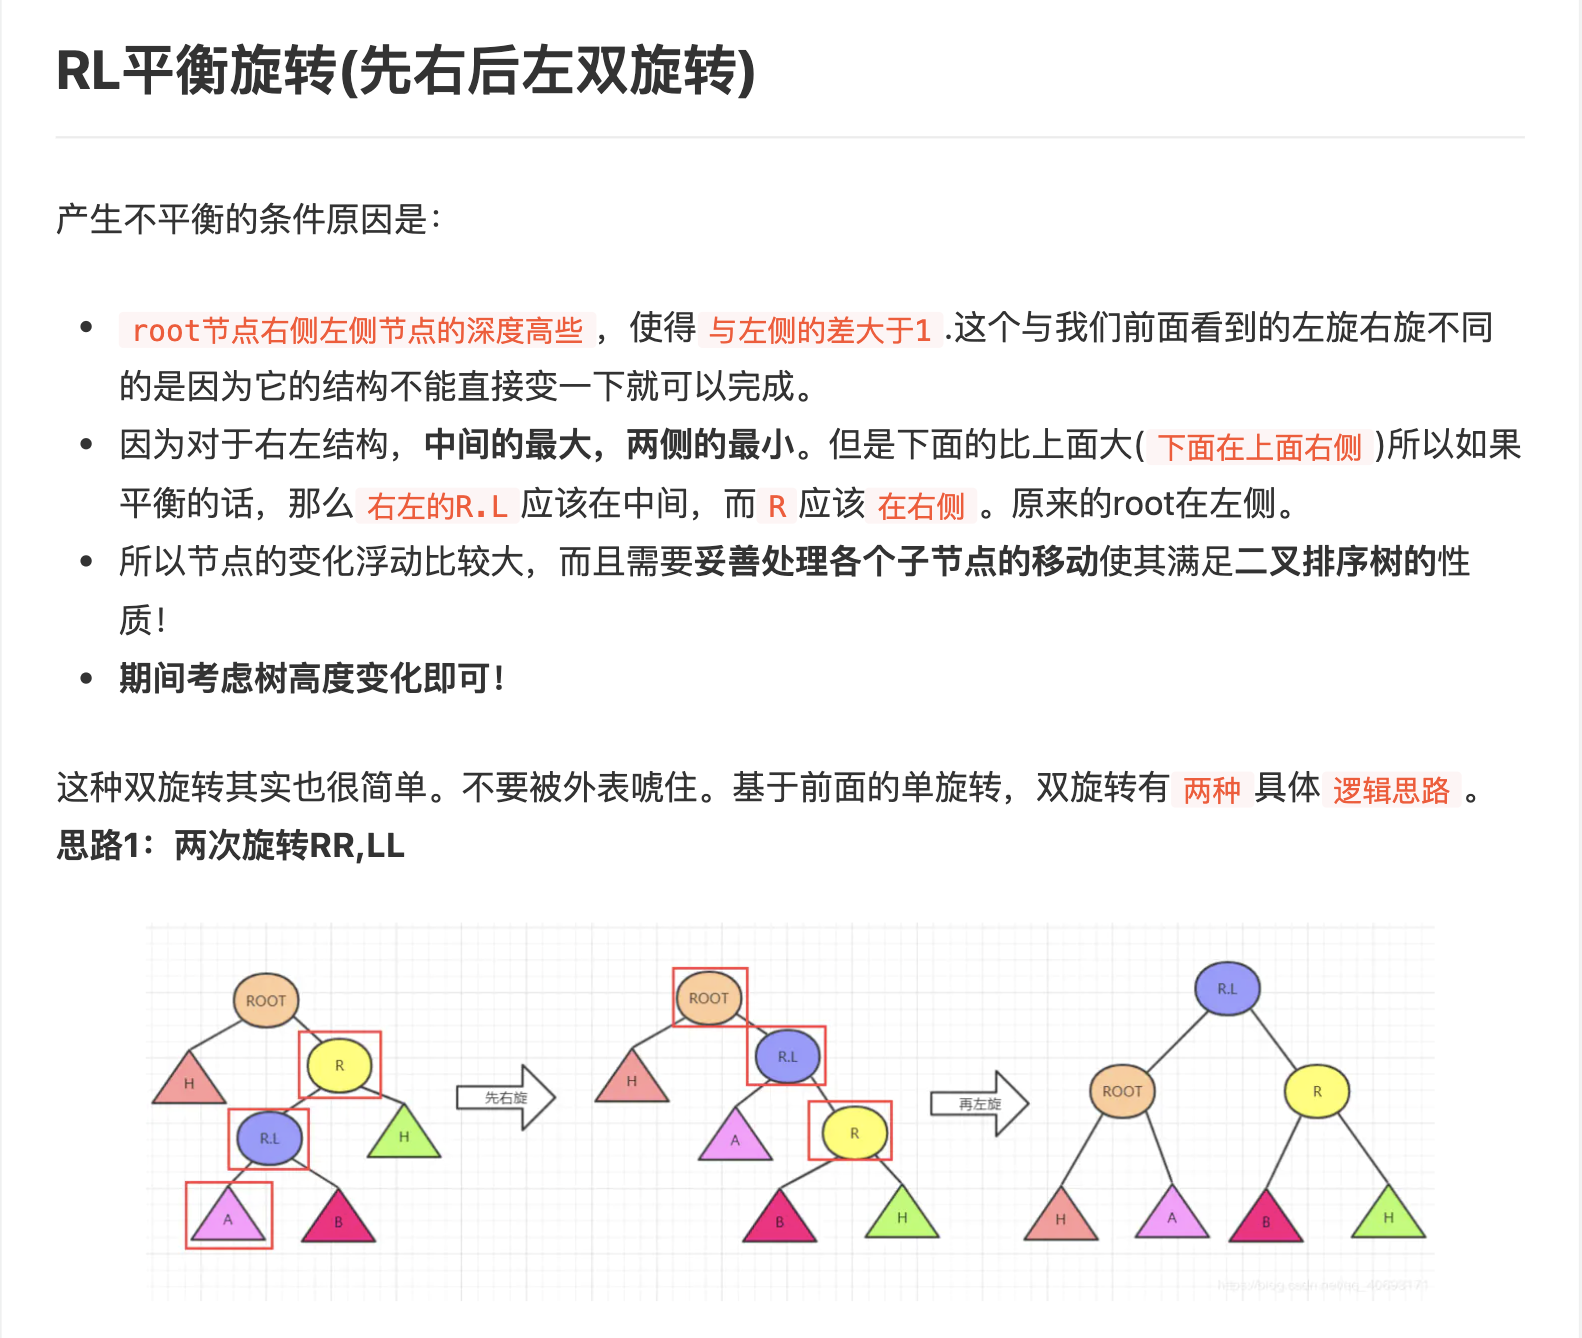 RL平衡旋转(先右后左双旋转)
产生不平衡的条件原因是：
root节点右侧左侧节点的深度高些，使得与左侧的差大于1.这个与我们前面看到的左旋右旋不同
的是因为它的结构不能直接变一下就可以完成。
因为对于右左结构，中间的最大，两侧的最小。但是下面的比上面大(下面在上面右侧)所以如果
平衡的话，那么右左的R.L应该在中间，而R应该在右侧。原来的root在左侧。
所以节点的变化浮动比较大，而且需要妥善处理各个子节点的移动使其满足二叉排序树的性
质！
期间考虑树高度变化即可！
这种双旋转其实也很简单。不要被外表唬住。基于前面的单旋转，双旋转有两种具体逻辑思路。
思路1：两次旋转RR,LL
ROOT
H
R
R.L
H
A
B
先右旋
ROOT
H
R.L
A
R
B
H
再左旋
R.L
ROOT
R
H
A
B
H
https://blog.csdn.net/qq_40693171